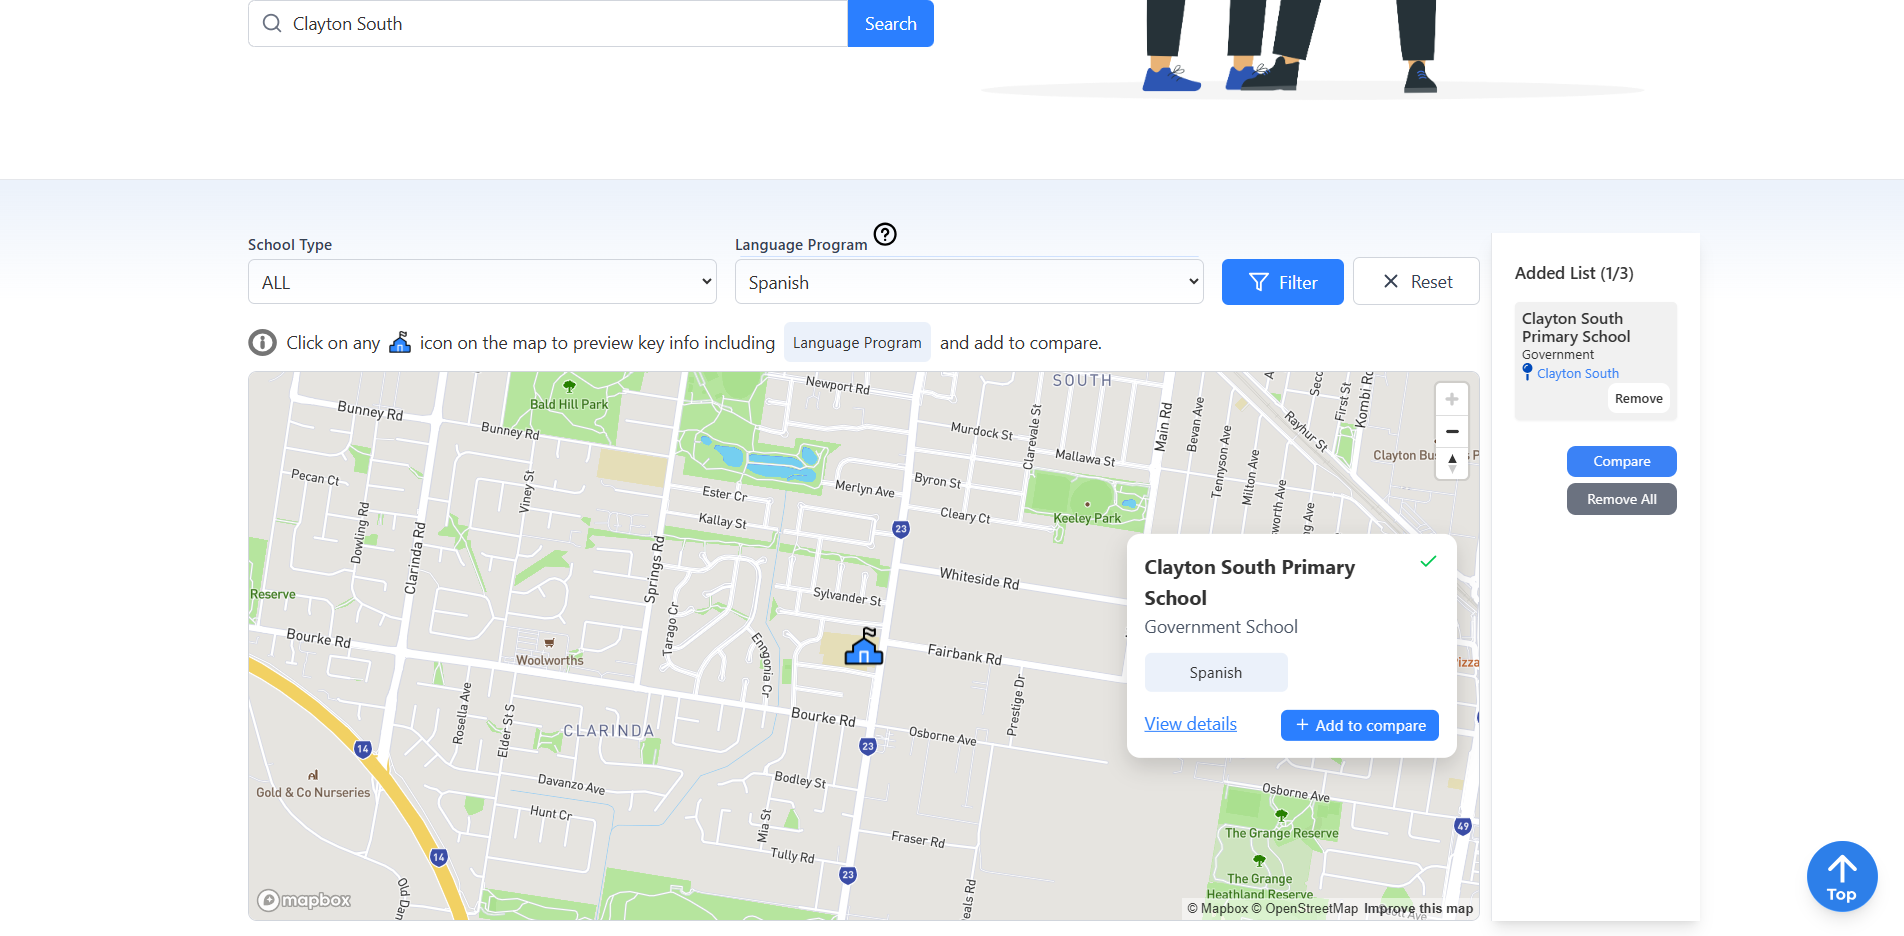 Clayton South
Search
School Type
Language Program
ALL
Spanish
Filter
Reset
Click on any icon on the map to preview key info including Language Program and add to compare.
Added List (1/3)
Clayton South
Primary School
Government
Clayton South
Remove
Compare
Remove All
SOUTH
Newport Rd
Bald Hill Park
Bunney Rd
Bunney Rd
Murdock St
Clarevale St
Main Rd
Bevan Ave
Rayhur St
First St
Kombi Rd
Mallawa St
Tennyson Ave
Milton Ave
Pecan Ct
Viney St
Ester Cr
Merlyn Ave
Byron St
Keeley Park
Kallay St
Cleary Ct
23
Dowling Rd
Clarinda Rd
Springs Rd
Whiteside Rd
Reserve
Sylvander St
Tarago Cr
Enngonia Cr
Bourke Rd
Woolworths
Fairbank Rd
Clayton South Primary
School
Government School
Spanish
View details
Add to compare
Rosella Ave
Elder St S
CLARINDA
Bourke Rd
Prestige Dr
Osborne Ave
14
23
Gold & Co Nurseries
Davanzo Ave
Bodley St
Osborne Ave
Hunt Cr
Mia St
Fraser Rd
The Grange Reserve
49
14
Tully Rd
23
The Grange
Heathland Reserve
mapbox
© Mapbox © OpenStreetMap Improve this map
Top